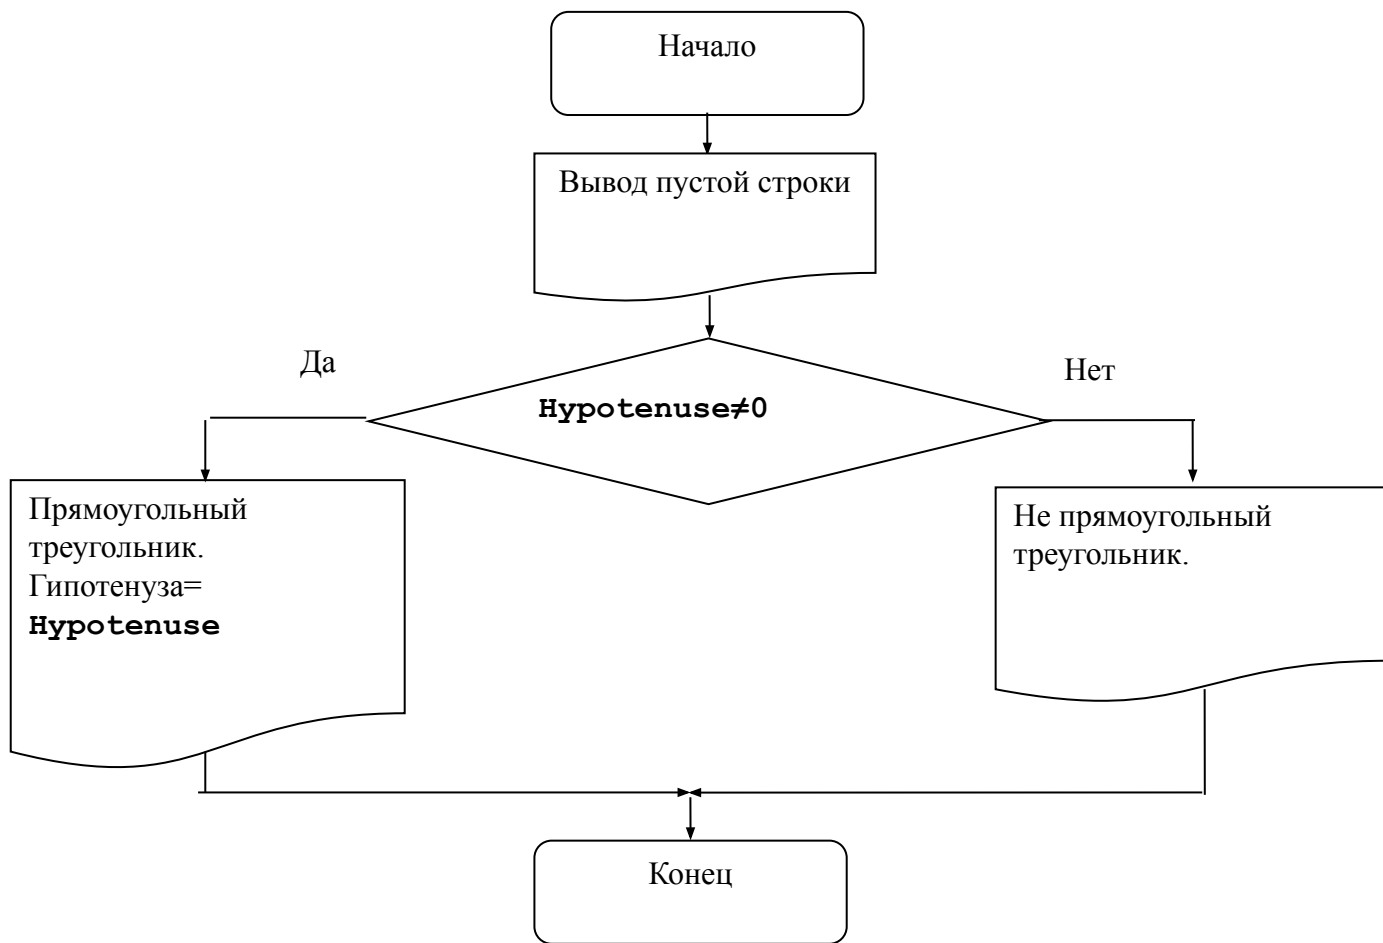 Начало
Вывод пустой строки
Да
Нет
Hypotenuse≠0
Прямоугольный
треугольник.
Гипотенуза=
Hypotenuse
Не прямоугольный
треугольник.
Конец